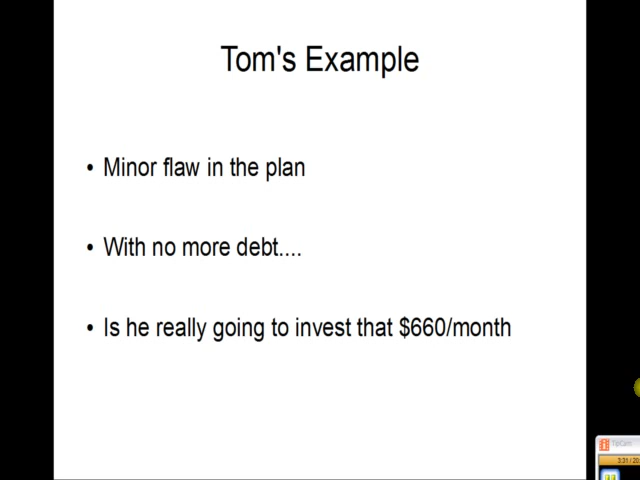 Tom's Example
• Minor flaw in the plan
• With no more debt....
• Is he really going to invest that $660/month